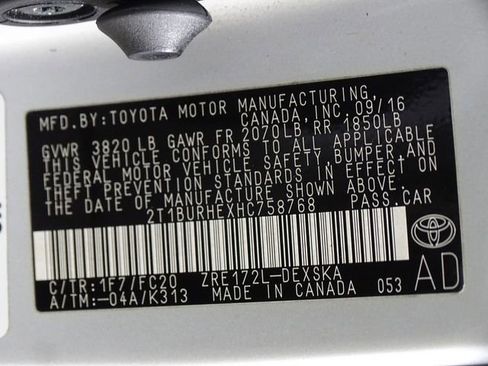 MFD.BY:TOYOTA MOTOR MANUFACTURING,
CANADA,INC.09/16
GVWR 3820 LB GAWR FR 2070LB RR 1850LB
THIS VEHICLE CONFORMS TO ALL APPLICABLE
FEDERAL MOTOR VEHICLE SAFETY,BUMPER,AND
THEFT PREVENTION STANDARDS IN EFFECT ON
THE DATE OF MANUFACTURE SHOWN ABOVE.
2T1BURHEXHC758768 PASS.CAR
C/TR:1F7/FC20 ZRE172L-DEXSKA
A/TM:-04A/K313 MADE IN CANADA 053
AD